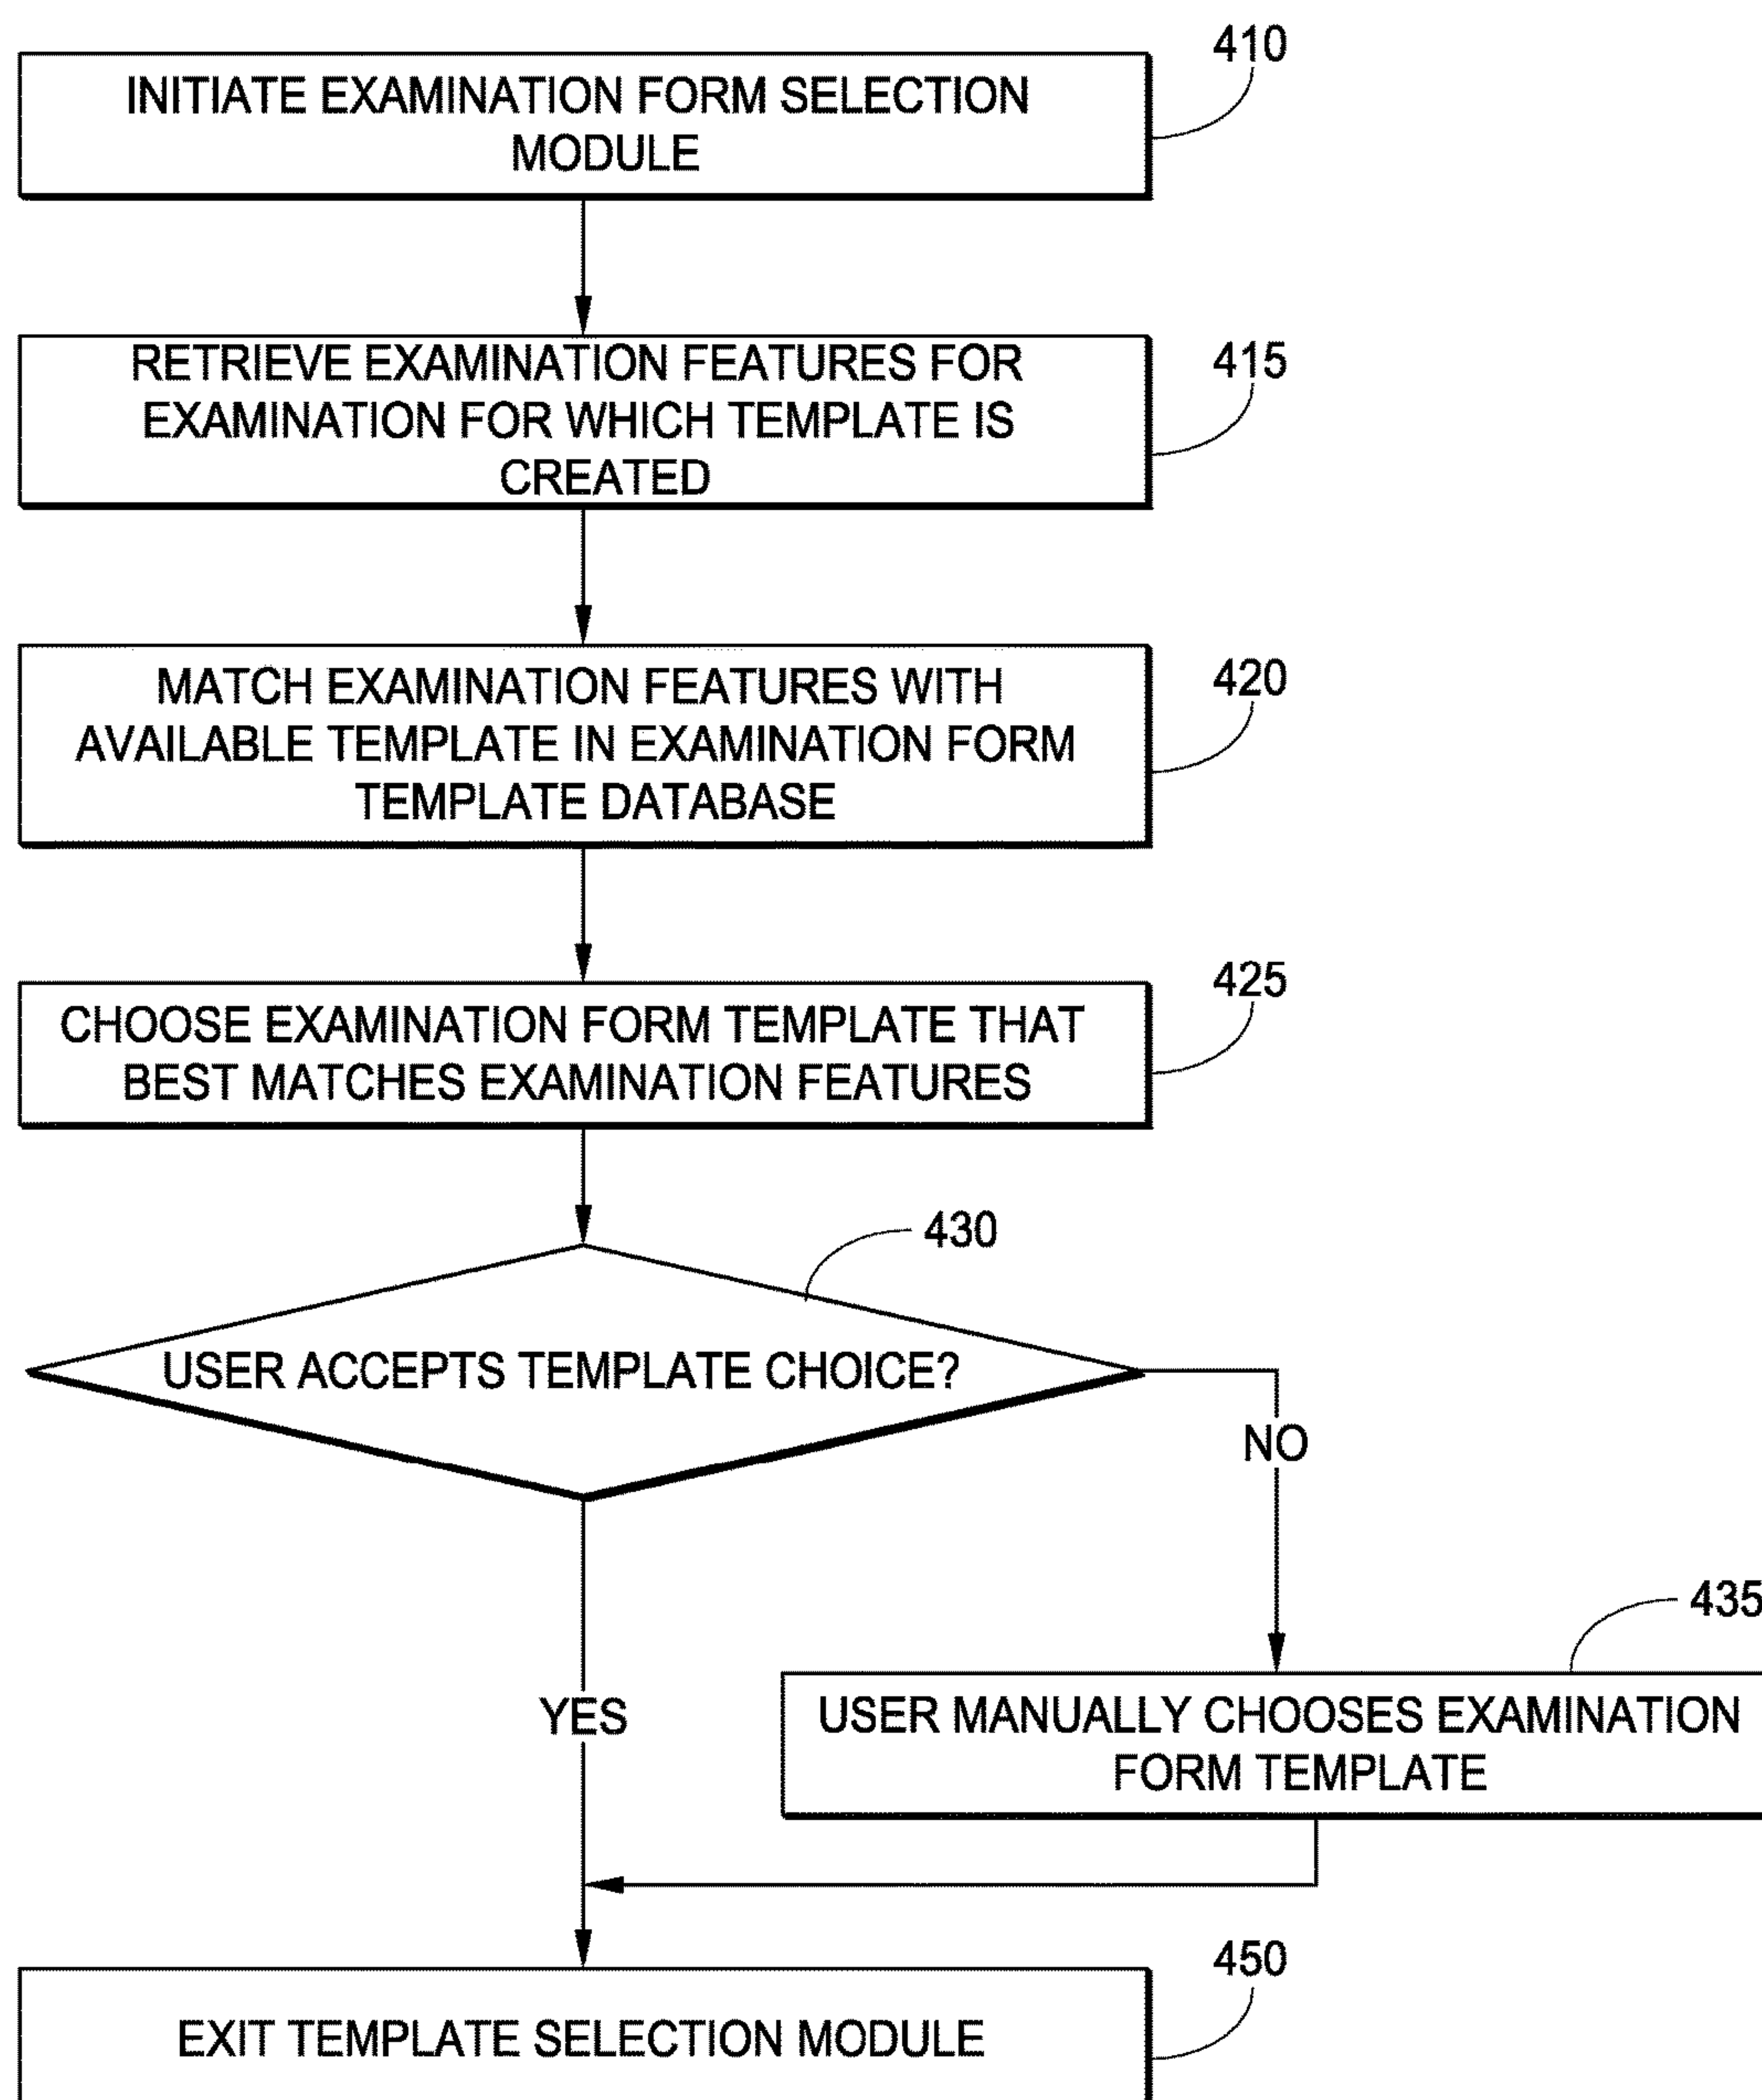 410
INITIATE EXAMINATION FORM SELECTION
MODULE
415
RETRIEVE EXAMINATION FEATURES FOR
EXAMINATION FOR WHICH TEMPLATE IS
CREATED
420
MATCH EXAMINATION FEATURES WITH
AVAILABLE TEMPLATE IN EXAMINATION FORM
TEMPLATE DATABASE
425
CHOOSE EXAMINATION FORM TEMPLATE THAT
BEST MATCHES EXAMINATION FEATURES
430
USER ACCEPTS TEMPLATE CHOICE?
NO
435
YES
USER MANUALLY CHOOSES EXAMINATION
FORM TEMPLATE
450
EXIT TEMPLATE SELECTION MODULE